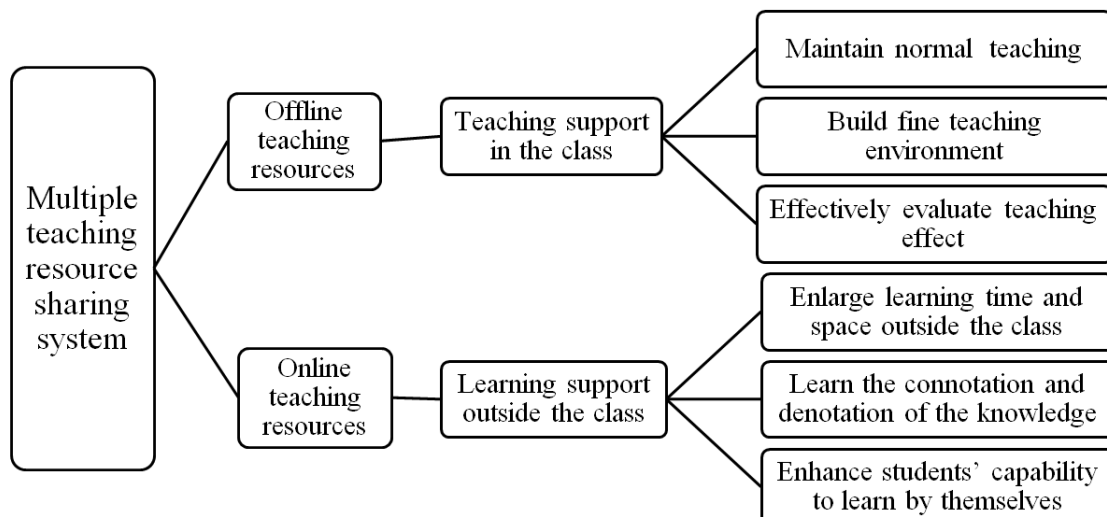 Multiple
teaching
resource
sharing
system
Offline
teaching
resources
Teaching support
in the class
Maintain normal teaching
Build fine teaching
environment
Effectively evaluate teaching
effect
Online
teaching
resources
Learning support
outside the class
Enlarge learning time and
space outside the class
Learn the connotation and
denotation of the knowledge
Enhance students’ capability
to learn by themselves